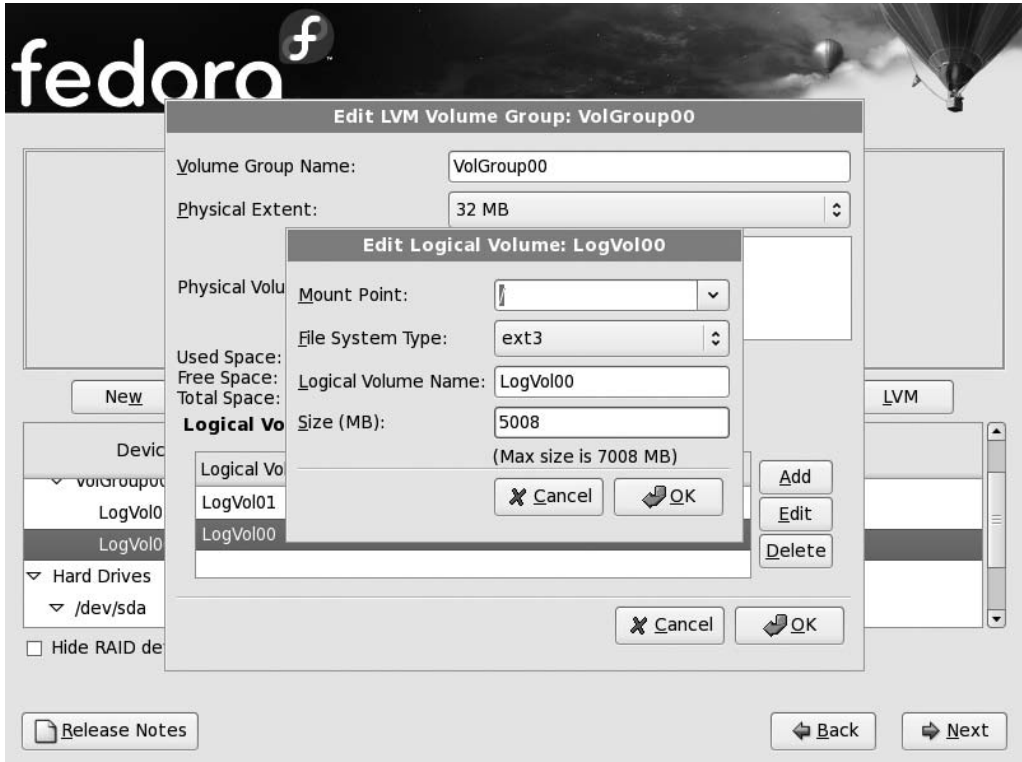 fedora
Edit LVM Volume Group: VolGroup00
Volume Group Name: VolGroup00
Physical Extent: 32 MB
Edit Logical Volume: LogVol00
Physical Volu
Mount Point: /
File System Type: ext3
Used Space:
Free Space:
Total Space:
Logical Volume Name: LogVol00
New
LVM
Logical Vo
Size (MB): 5008
(Max size is 7008 MB)
Devic
Logical Vol
Add
VolGroup00
LogVol0
LogVol01
Cancel
OK
Edit
LogVol0
LogVol00
Delete
Hard Drives
/dev/sda
Cancel
OK
Hide RAID de
Release Notes
Back
Next